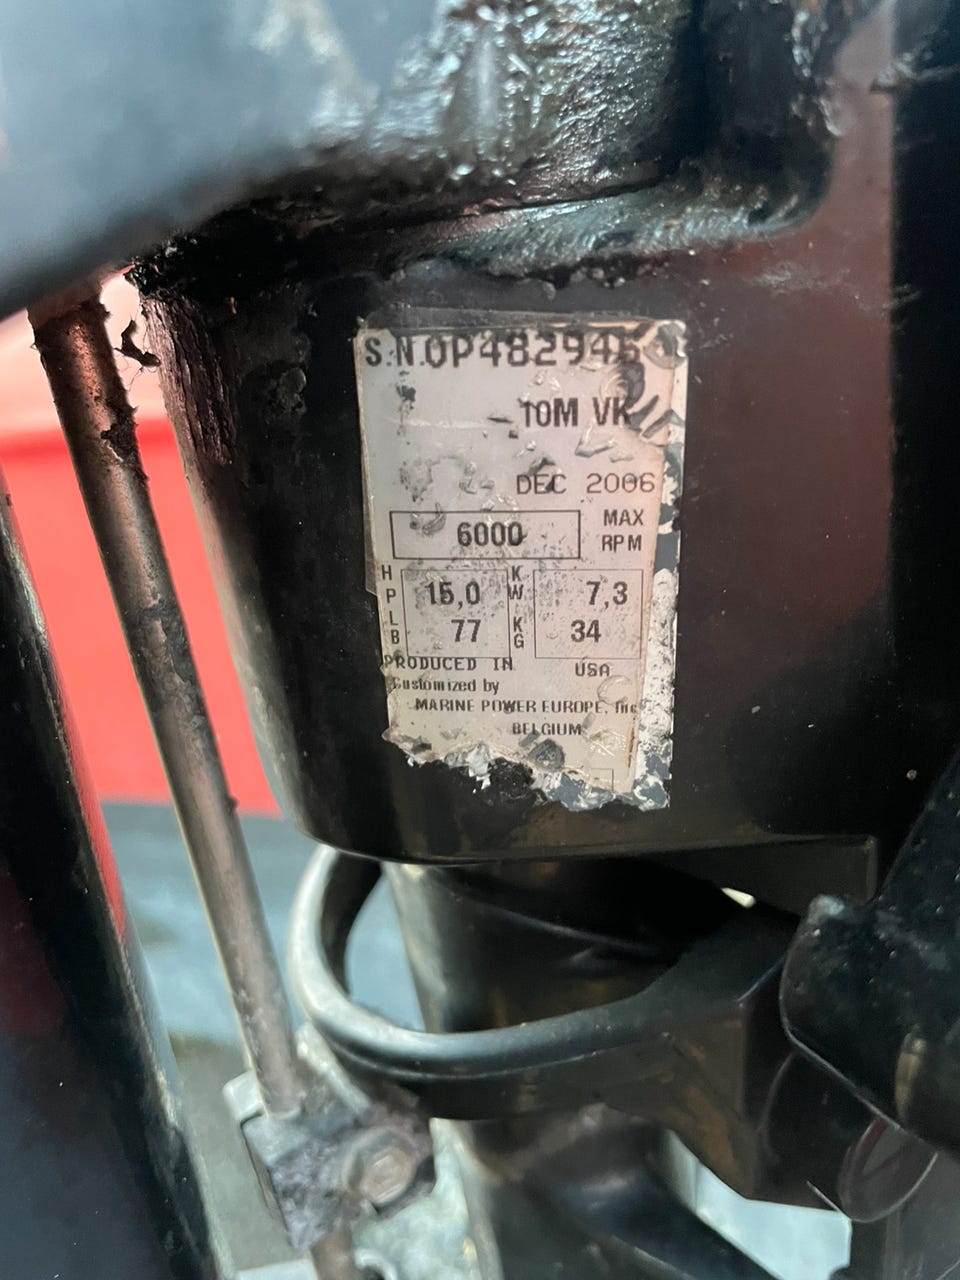 S.N.0P482946
10M VK
DEC 2006
6000 MAX RPM
HP 15,0 KW 7,3
LB 77 KG 34
PRODUCED IN USA
Customized by
MARINE POWER EUROPE, Inc
BELGIUM